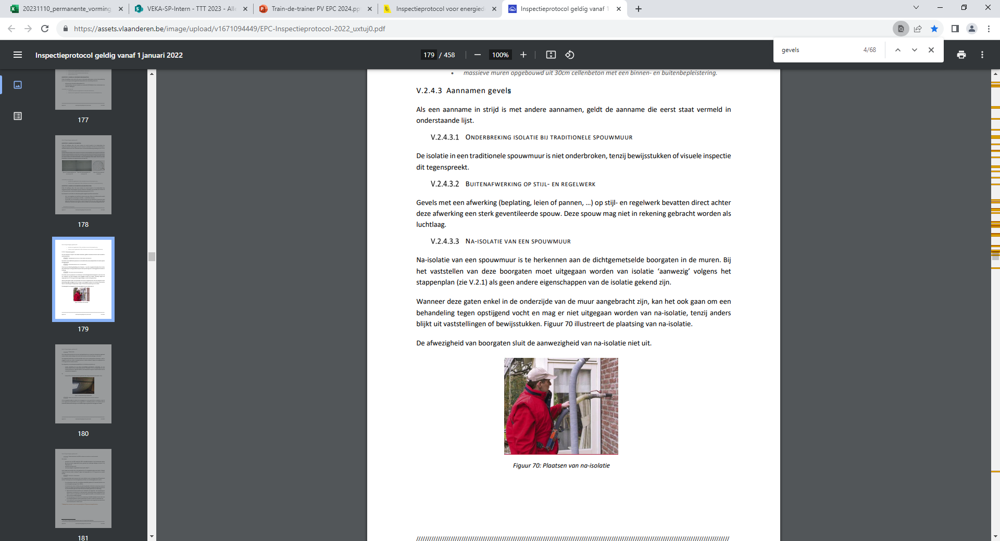 20231110_permanente_vorming
VEKA-SP-Intern - TTT 2023 - Alle
Train-de-trainer PV EPC 2024.pp
Inspectieprotocol voor energied
Inspectieprotocol geldig vanaf 1
https://assets.vlaanderen.be/image/upload/v1671094449/EPC-Inspectieprotocol-2022_uxtuj0.pdf
Inspectieprotocol geldig vanaf 1 januari 2022
179 / 458
100%
gevels
4/68
177
178
179
180
181
• massieve muren opgebouwd uit 30cm cellenbeton met een binnen- en buitenbepleistering.
V.2.4.3 Aannamen gevels
Als een aanname in strijd is met andere aannamen, geldt de aanname die eerst staat vermeld in
onderstaande lijst.
V.2.4.3.1 ONDERBREKING ISOLATIE BIJ TRADITIONELE SPOUWMUUR
De isolatie in een traditionele spouwmuur is niet onderbroken, tenzij bewijsstukken of visuele inspectie
dit tegenspreekt.
V.2.4.3.2 BUITENAFWERKING OP STIJL- EN REGELWERK
Gevels met een afwerking (beplating, leien of pannen, ...) op stijl- en regelwerk bevatten direct achter
deze afwerking een sterk geventileerde spouw. Deze spouw mag niet in rekening gebracht worden als
luchtlaag.
V.2.4.3.3 NA-ISOLATIE VAN EEN SPOUWMUUR
Na-isolatie van een spouwmuur is te herkennen aan de dichtgemetselde boorgaten in de muren. Bij
het vaststellen van deze boorgaten moet uitgegaan worden van isolatie ‘aanwezig’ volgens het
stappenplan (zie V.2.1) als geen andere eigenschappen van de isolatie gekend zijn.
Wanneer deze gaten enkel in de onderzijde van de muur aangebracht zijn, kan het ook gaan om een
behandeling tegen opstijgend vocht en mag er niet uitgegaan worden van na-isolatie, tenzij anders
blijkt uit vaststellingen of bewijsstukken. Figuur 70 illustreert de plaatsing van na-isolatie.
De afwezigheid van boorgaten sluit de aanwezigheid van na-isolatie niet uit.
Figuur 70: Plaatsen van na-isolatie